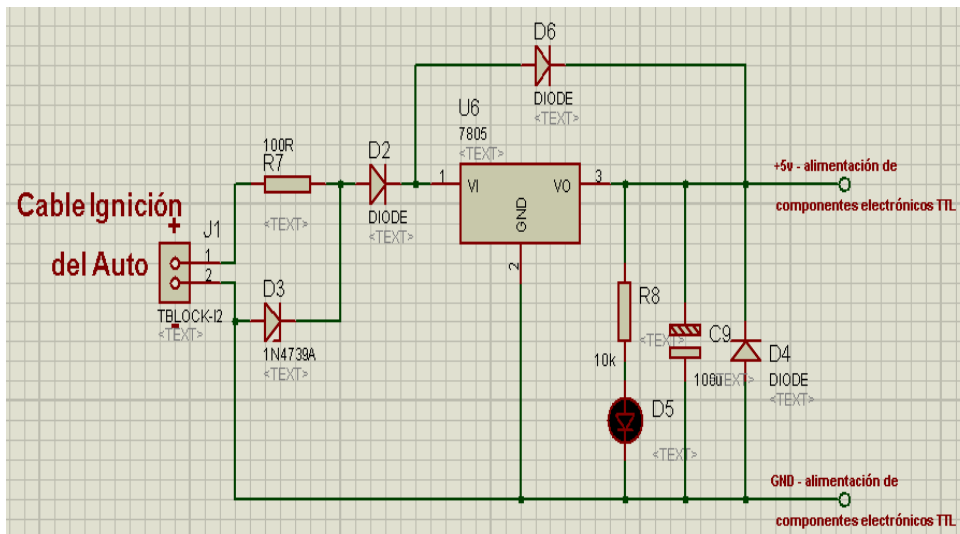 D6
DIODE
<TEXT>
U6
7805
<TEXT>
1
VI
VO
3
GND
2
100R
R7
<TEXT>
D2
DIODE
<TEXT>
+5v - alimentación de
componentes electrónicos TTL
Cable Ignición
+
del Auto
J1
1
2
TBLOCK-I2
-
<TEXT>
D3
1N4739A
<TEXT>
R8
<TEXT>
10k
C9
100u
<TEXT>
D4
DIODE
<TEXT>
D5
<TEXT>
GND - alimentación de
componentes electrónicos TTL